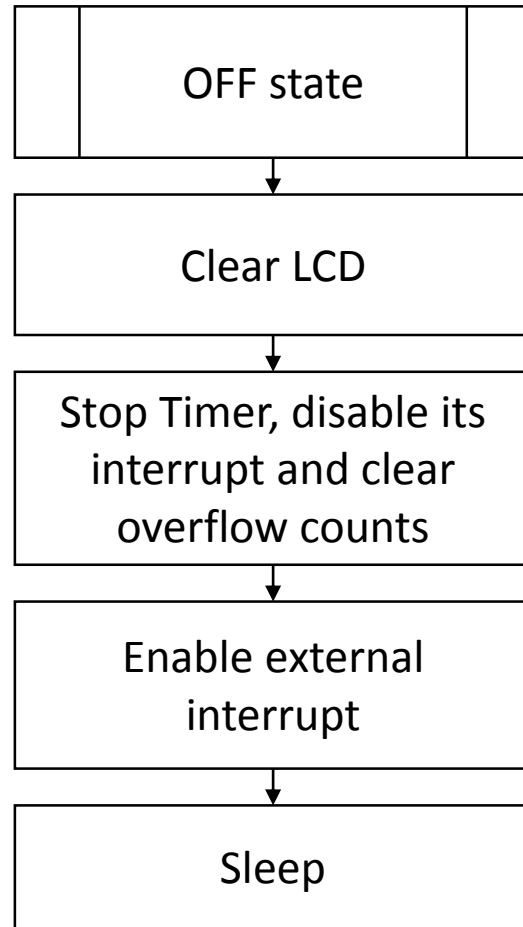 OFF state
Clear LCD
Stop Timer, disable its
interrupt and clear
overflow counts
Enable external
interrupt
Sleep